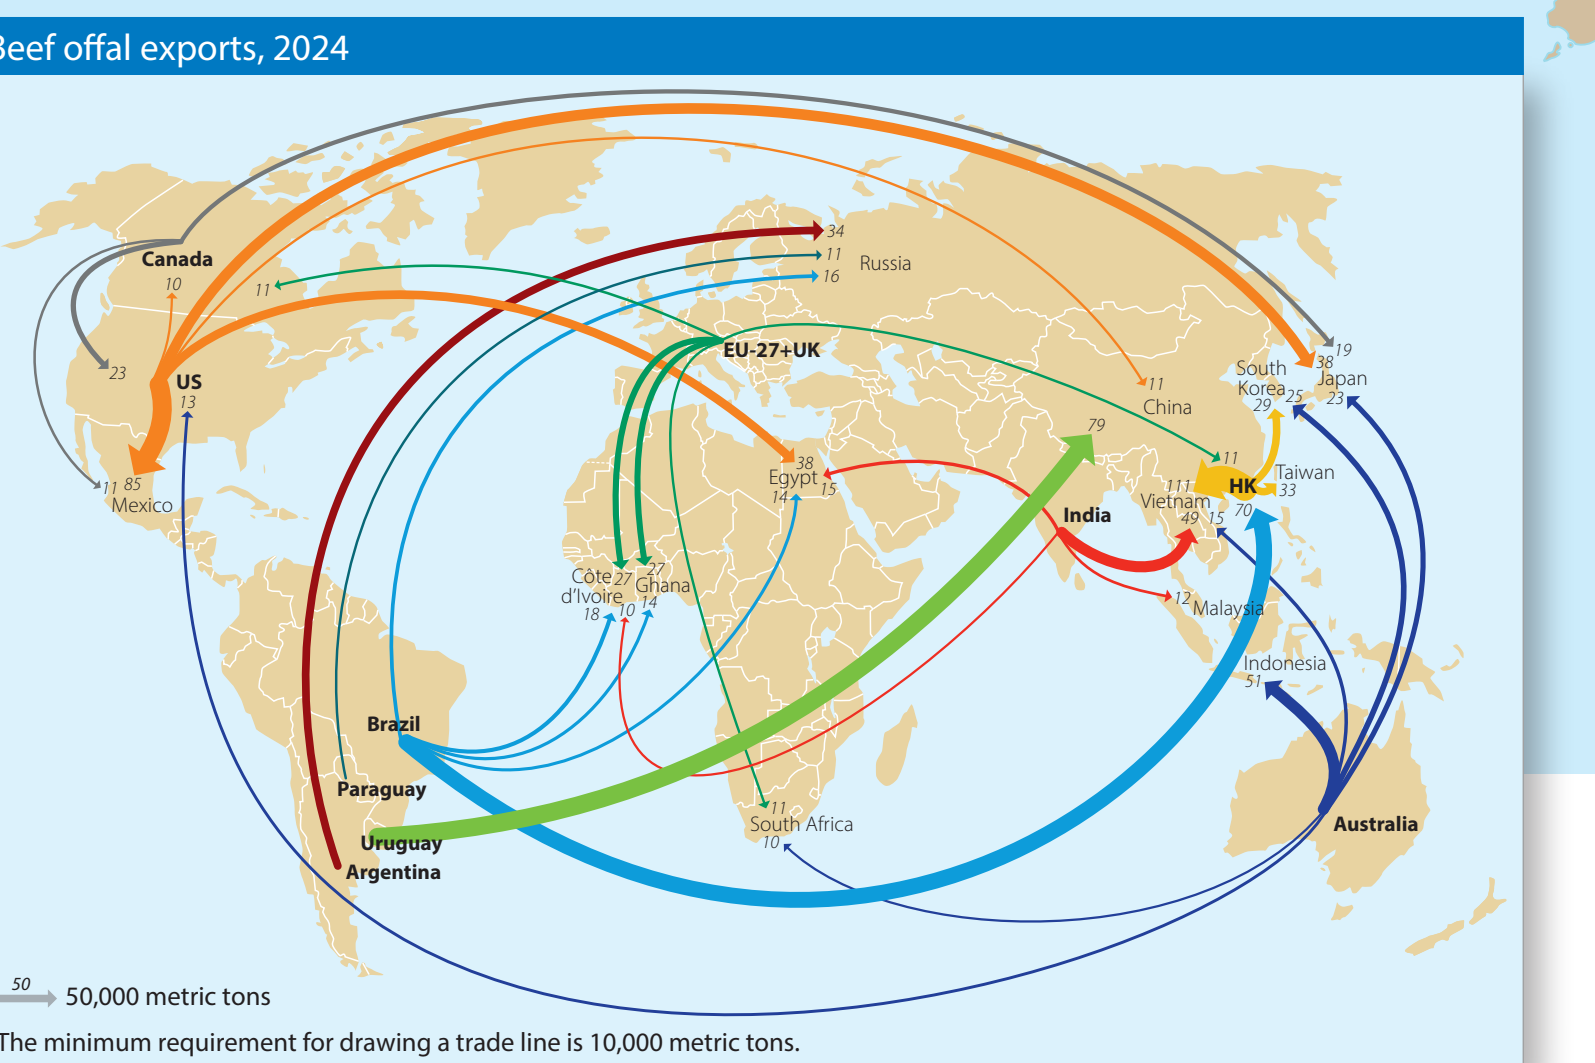 Beef offal exports, 2024
34
11
Russia
16
Canada
10
11
EU-27+UK
19
38
Japan
23
South
Korea
25
29
23
US
13
11
China
79
11
85
Mexico
38
Egypt
14
15
11
111
HK
Taiwan
33
Vietnam
70
49
15
India
Côte
d’Ivoire
27
27
Ghana
18
10
14
12
Malaysia
Indonesia
51
Brazil
Paraguay
Uruguay
Argentina
11
South Africa
10
Australia
50
50,000 metric tons
The minimum requirement for drawing a trade line is 10,000 metric tons.